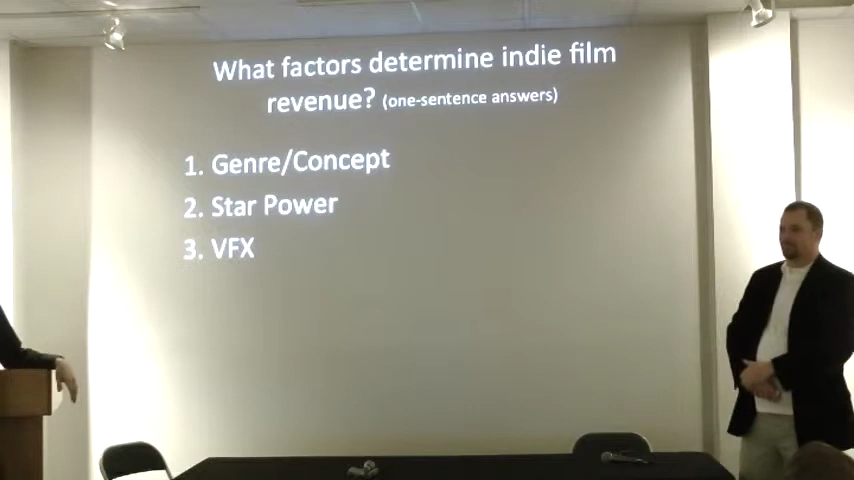 What factors determine indie film
revenue? (one-sentence answers)
1. Genre/Concept
2. Star Power
3. VFX